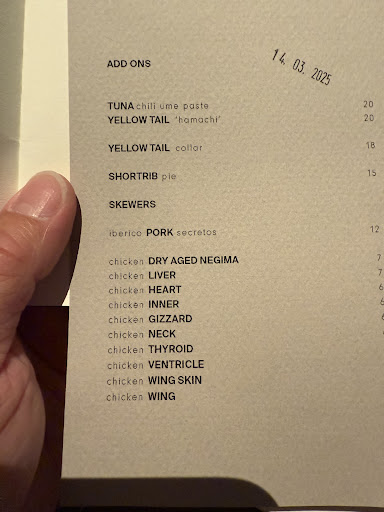 14. 03. 2025
ADD ONS
TUNA chili ume paste 20
YELLOW TAIL 'hamachi' 20
YELLOW TAIL collar 18
SHORTRIB pie 15
SKEWERS
iberico PORK secretos 12
chicken DRY AGED NEGIMA 7
chicken LIVER 7
chicken HEART 6
chicken INNER 6
chicken GIZZARD
chicken NECK
chicken THYROID
chicken VENTRICLE
chicken WING SKIN
chicken WING